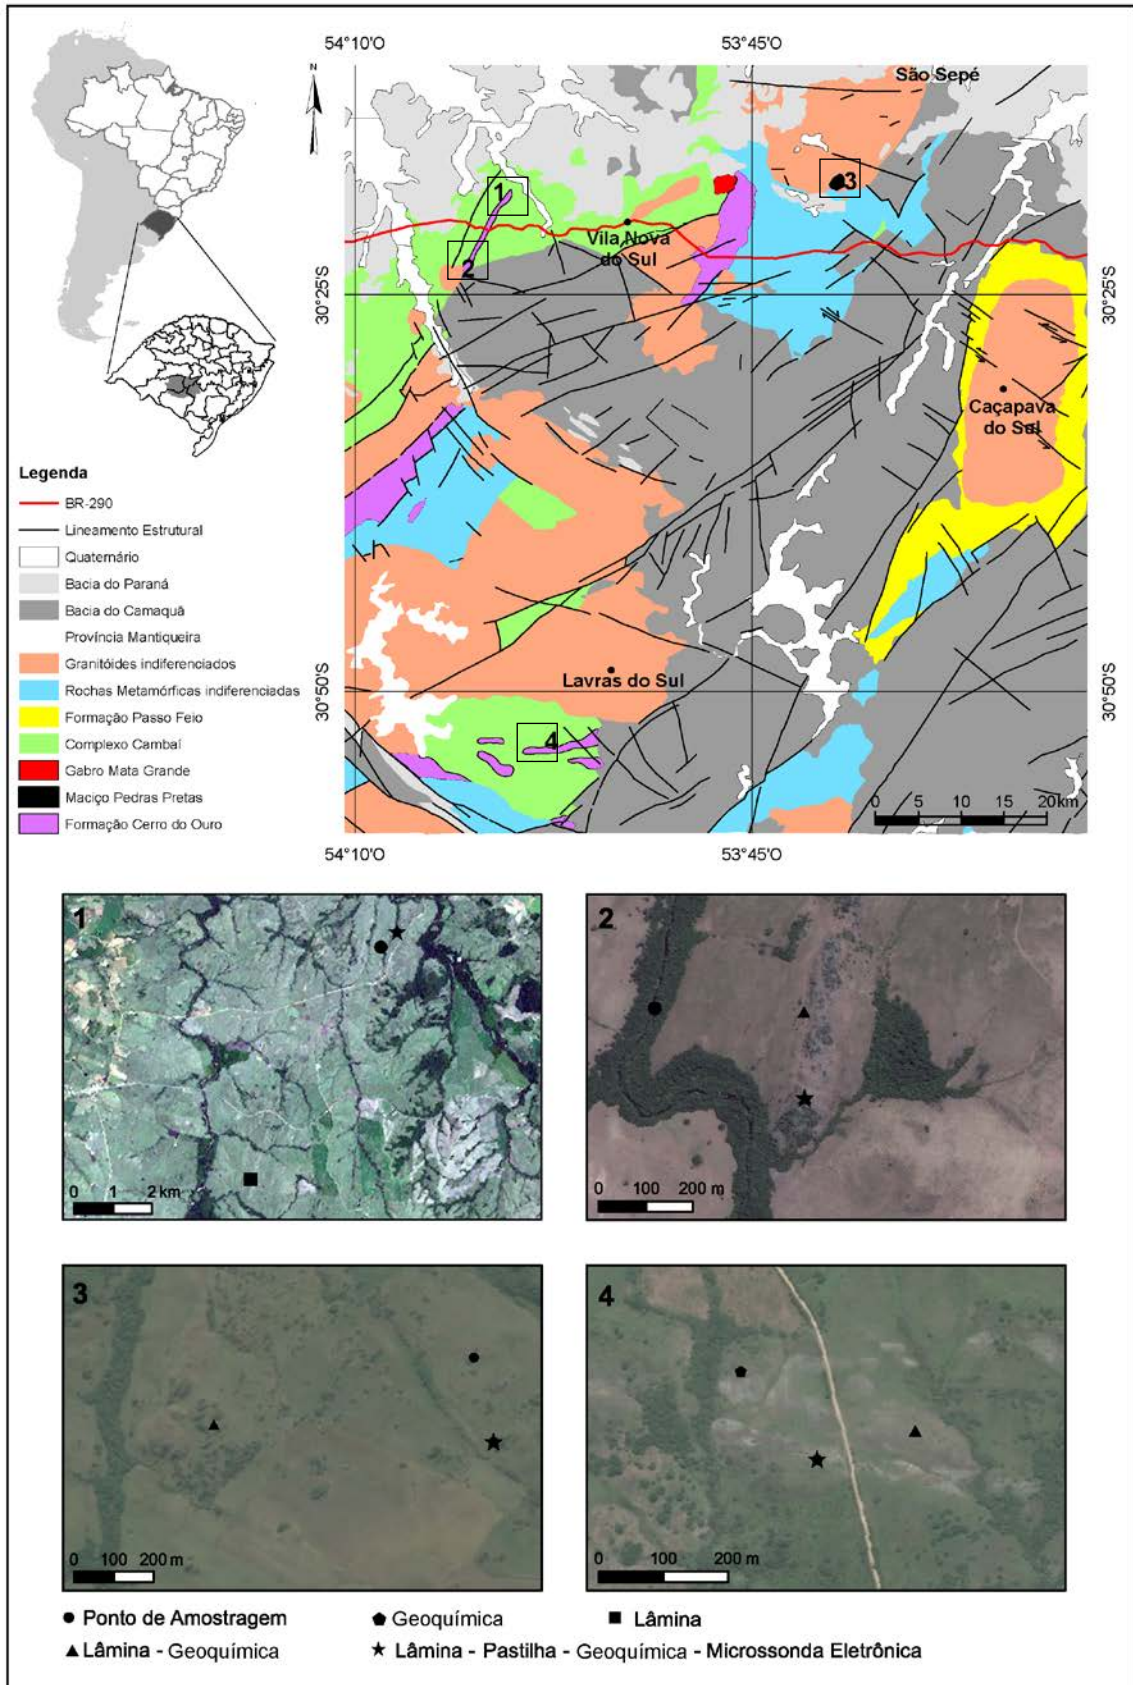 54°10'O
53°45'O
N
São Sepé
1
3
Vila Nova
do Sul
2
30°25'S
30°25'S
Caçapava
do Sul
Legenda
BR-290
Lineamento Estrutural
Quaternário
Bacia do Paraná
Bacia do Camaquã
Província Mantiqueira
Granitóides indiferenciados
Rochas Metamórficas indiferenciadas
Formação Passo Feio
Complexo Cambaí
Gabro Mata Grande
Maciço Pedras Pretas
Formação Cerro do Ouro
30°50'S
Lavras do Sul
30°50'S
4
0 5 10 15 20km
54°10'O
53°45'O
1
0 1 2 km
2
0 100 200 m
3
0 100 200 m
4
0 100 200 m
Ponto de Amostragem
Geoquímica
Lâmina
Lâmina - Geoquímica
Lâmina - Pastilha - Geoquímica - Microssonda Eletrônica